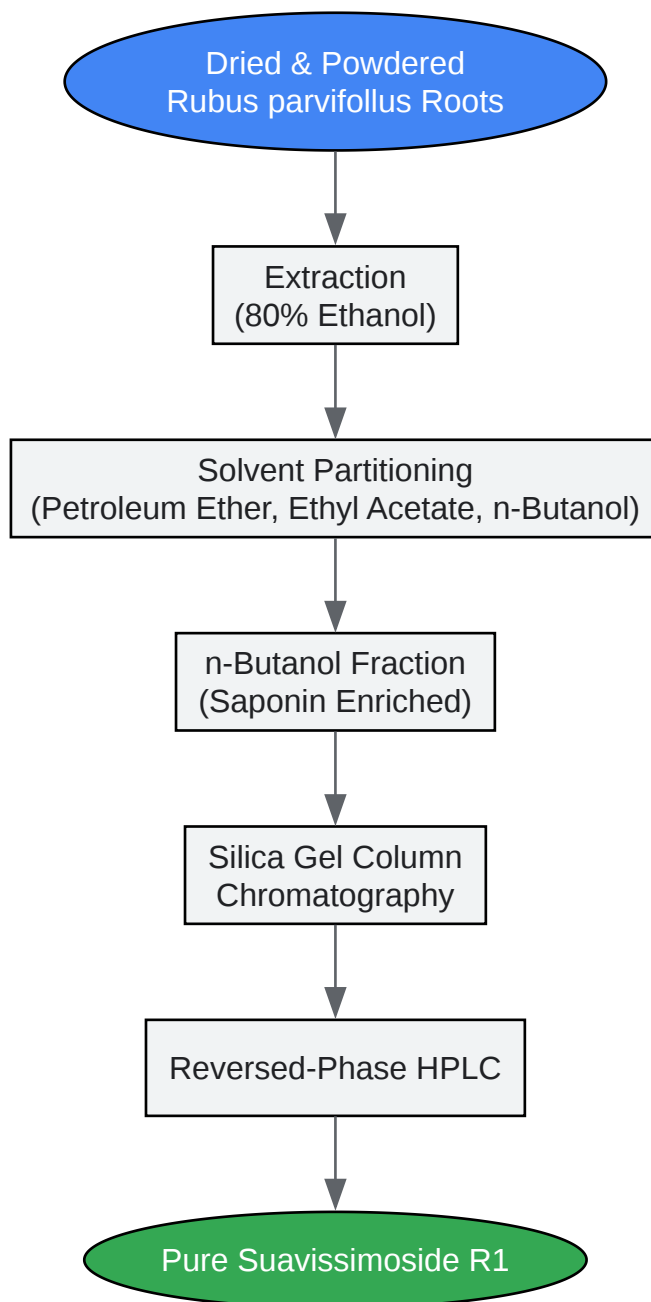 Dried & Powdered
Rubus parvifollus Roots
Extraction
(80% Ethanol)
Solvent Partitioning
(Petroleum Ether, Ethyl Acetate, n-Butanol)
n-Butanol Fraction
(Saponin Enriched)
Silica Gel Column
Chromatography
Reversed-Phase HPLC
Pure Suavissimoside R1